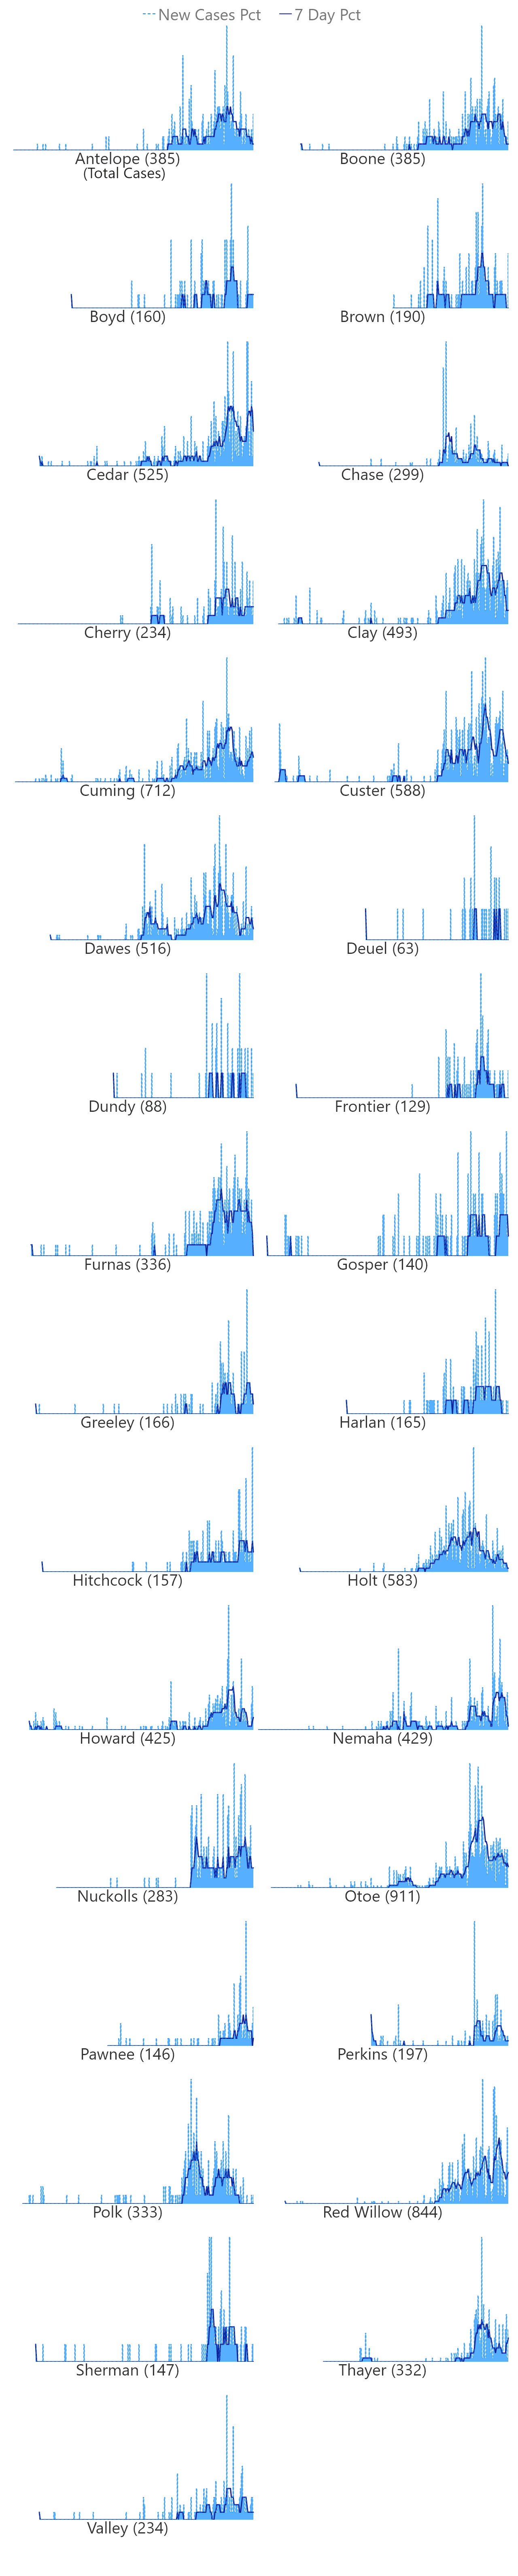 New Cases Pct 7 Day Pct
Antelope (385) Boone (385)
(Total Cases)
Boyd (160) Brown (190)
Cedar (525) Chase (299)
Cherry (234) Clay (493)
Cuming (712) Custer (588)
Dawes (516) Deuel (63)
Dundy (88) Frontier (129)
Furnas (336) Gosper (140)
Greeley (166) Harlan (165)
Hitchcock (157) Holt (583)
Howard (425) Nemaha (429)
Nuckolls (283) Otoe (911)
Pawnee (146) Perkins (197)
Polk (333) Red Willow (844)
Sherman (147) Thayer (332)
Valley (234)